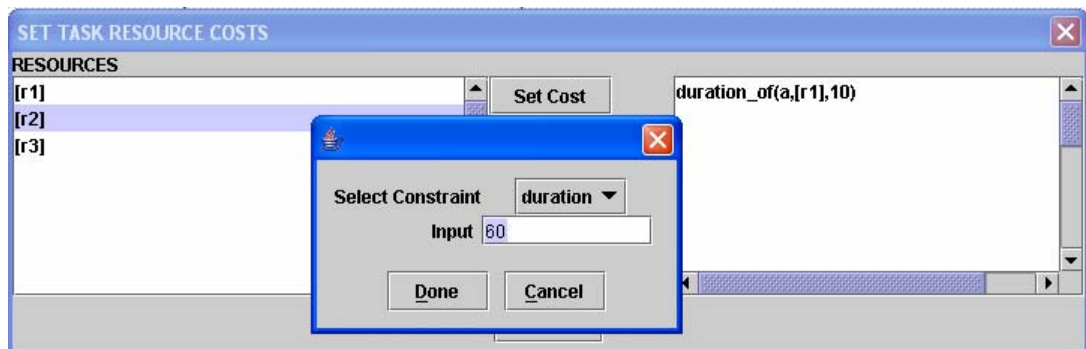 SET TASK RESOURCE COSTS
RESOURCES
[r1]
[r2]
[r3]
Set Cost
duration_of(a,[r1],10)
Select Constraint duration
Input 60
Done Cancel